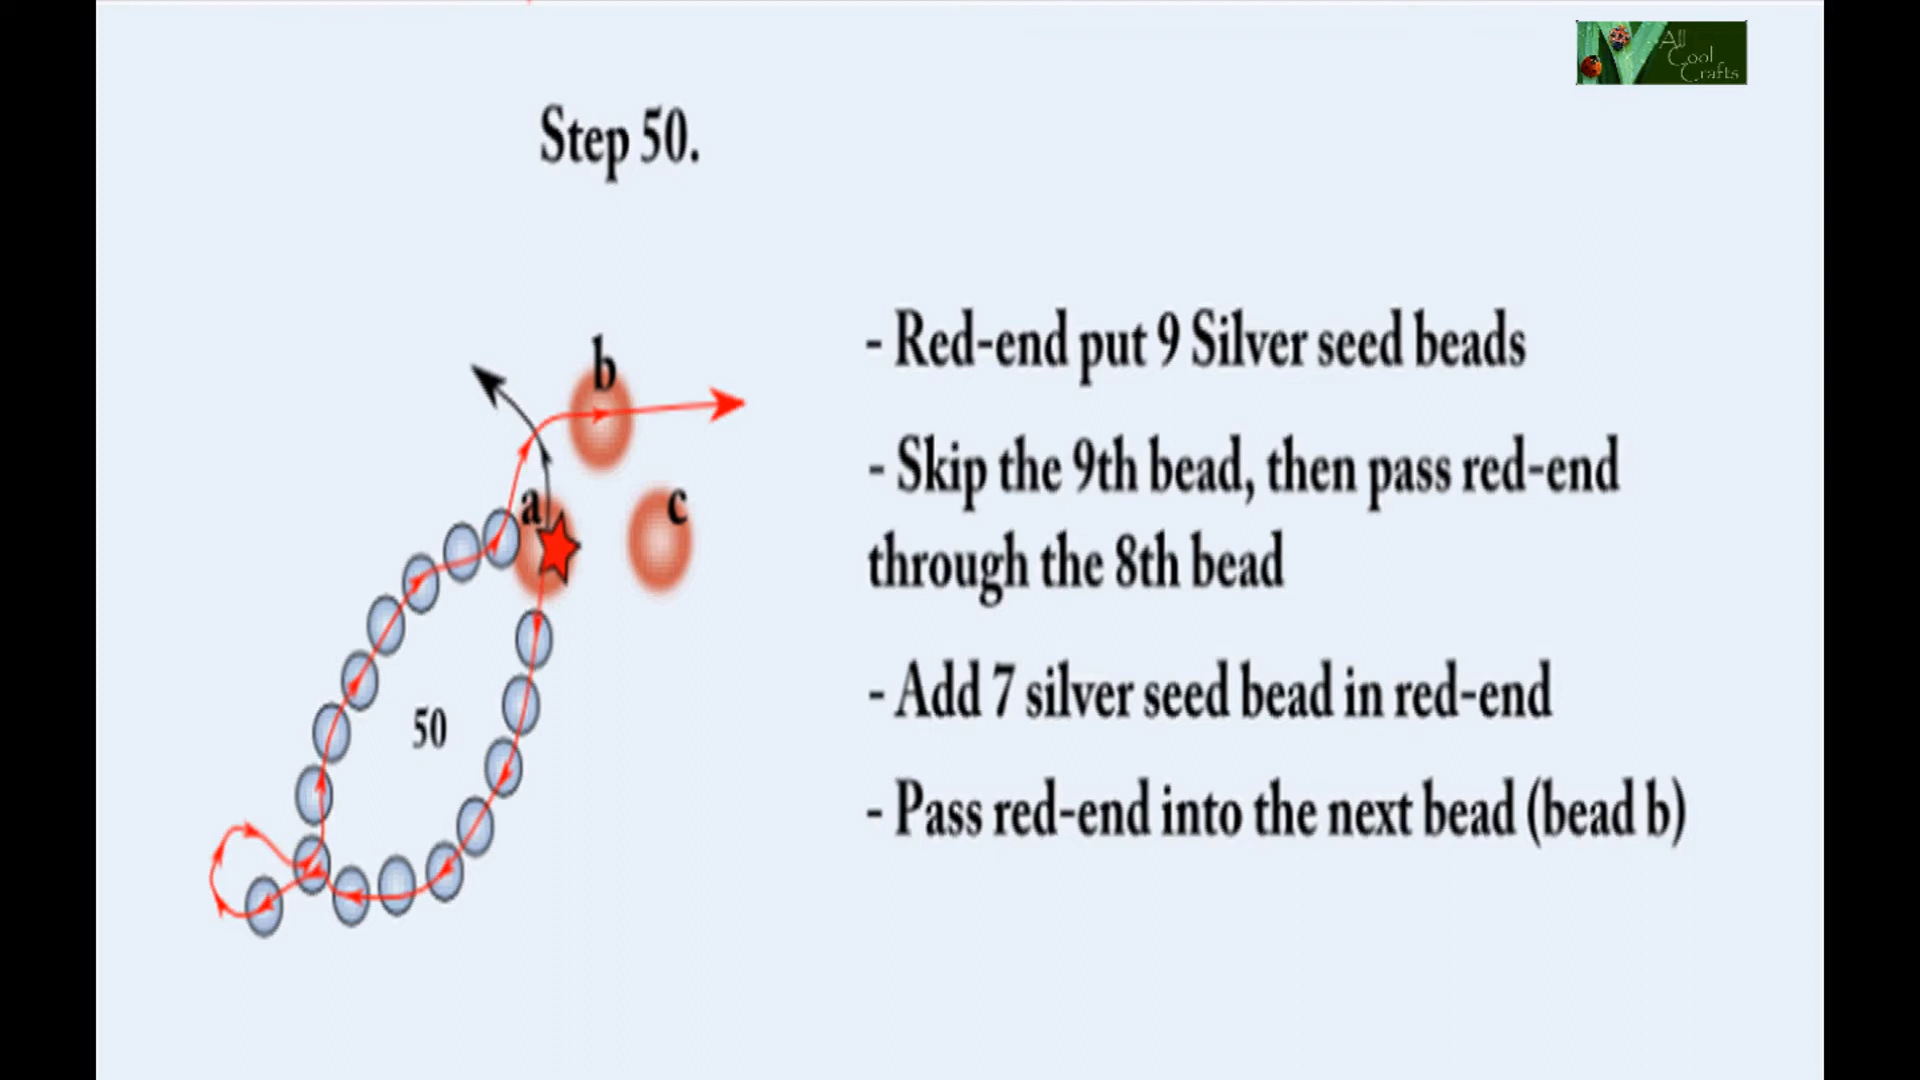 All
Cool
Crafts
Step 50.
- Red-end put 9 Silver seed beads
- Skip the 9th bead, then pass red-end
through the 8th bead
- Add 7 silver seed bead in red-end
- Pass red-end into the next bead (bead b)
b
a
c
50